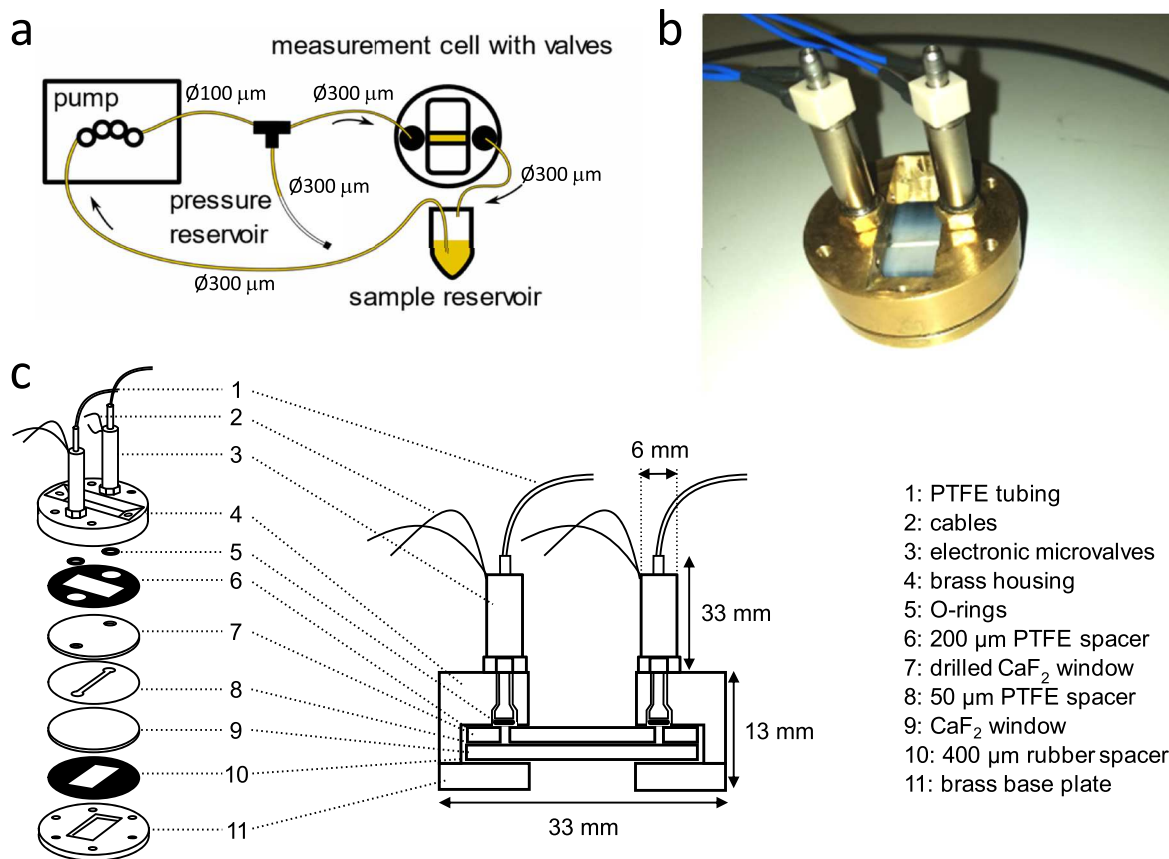 a
measurement cell with valves
pump
Ø100 µm
Ø300 µm
Ø300 µm
Ø300 µm
pressure
reservoir
Ø300 µm
sample reservoir
b
c
1
2
3
4
5
6
7
8
9
10
11
6 mm
33 mm
13 mm
33 mm
1: PTFE tubing
2: cables
3: electronic microvalves
4: brass housing
5: O-rings
6: 200 µm PTFE spacer
7: drilled CaF₂ window
8: 50 µm PTFE spacer
9: CaF₂ window
10: 400 µm rubber spacer
11: brass base plate